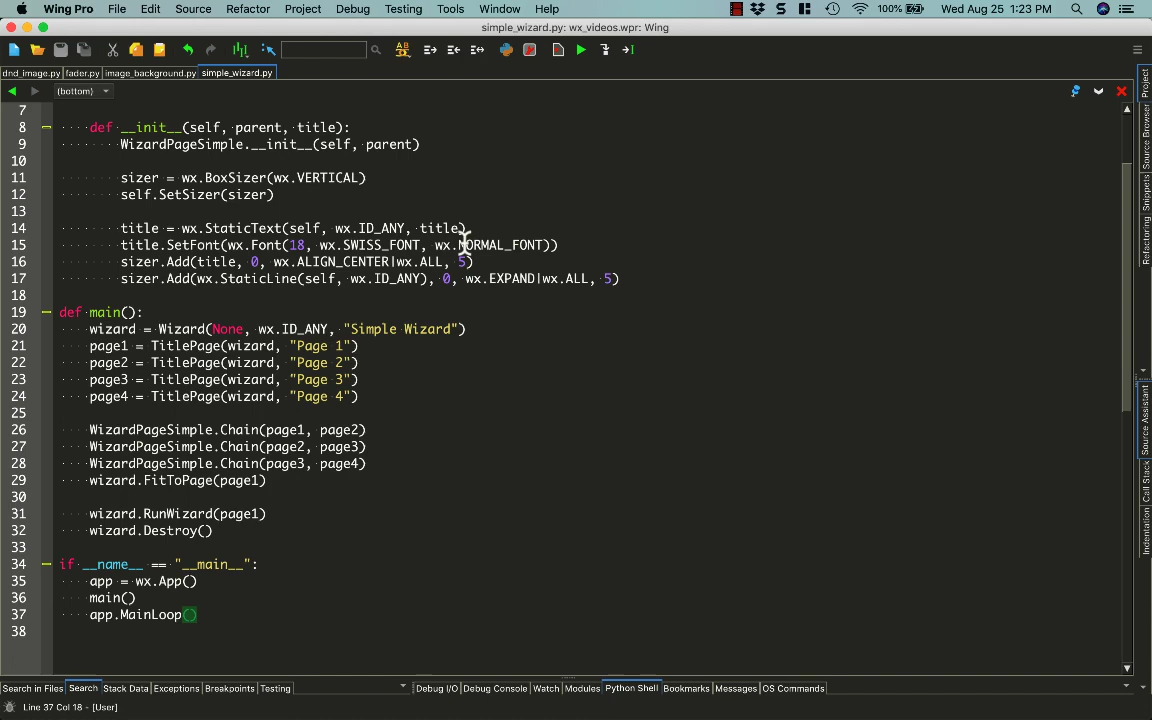 Wing Pro File Edit Source Refactor Project Debug Testing Tools Window Help 100% Wed Aug 25 1:23 PM
simple_wizard.py: wx_videos.wpr: Wing
dnd_image.py fader.py image_background.py simple_wizard.py
(bottom)
7
8 def __init__(self, parent, title):
9 WizardPageSimple.__init__(self, parent)
10
11 sizer = wx.BoxSizer(wx.VERTICAL)
12 self.SetSizer(sizer)
13
14 title = wx.StaticText(self, wx.ID_ANY, title)
15 title.SetFont(wx.Font(18, wx.SWISS_FONT, wx.NORMAL_FONT))
16 sizer.Add(title, 0, wx.ALIGN_CENTER|wx.ALL, 5)
17 sizer.Add(wx.StaticLine(self, wx.ID_ANY), 0, wx.EXPAND|wx.ALL, 5)
18
19 def main():
20 wizard = Wizard(None, wx.ID_ANY, "Simple Wizard")
21 page1 = TitlePage(wizard, "Page 1")
22 page2 = TitlePage(wizard, "Page 2")
23 page3 = TitlePage(wizard, "Page 3")
24 page4 = TitlePage(wizard, "Page 4")
25
26 WizardPageSimple.Chain(page1, page2)
27 WizardPageSimple.Chain(page2, page3)
28 WizardPageSimple.Chain(page3, page4)
29 wizard.FitToPage(page1)
30
31 wizard.RunWizard(page1)
32 wizard.Destroy()
33
34 if __name__ == "__main__":
35 app = wx.App()
36 main()
37 app.MainLoop()
38
Project
Source Browser
Snippets
Refactoring
Source Assistant
Call Stack
Indentation
Search in Files Search Stack Data Exceptions Breakpoints Testing Debug I/O Debug Console Watch Modules Python Shell Bookmarks Messages OS Commands
Line 37 Col 18 - [User]